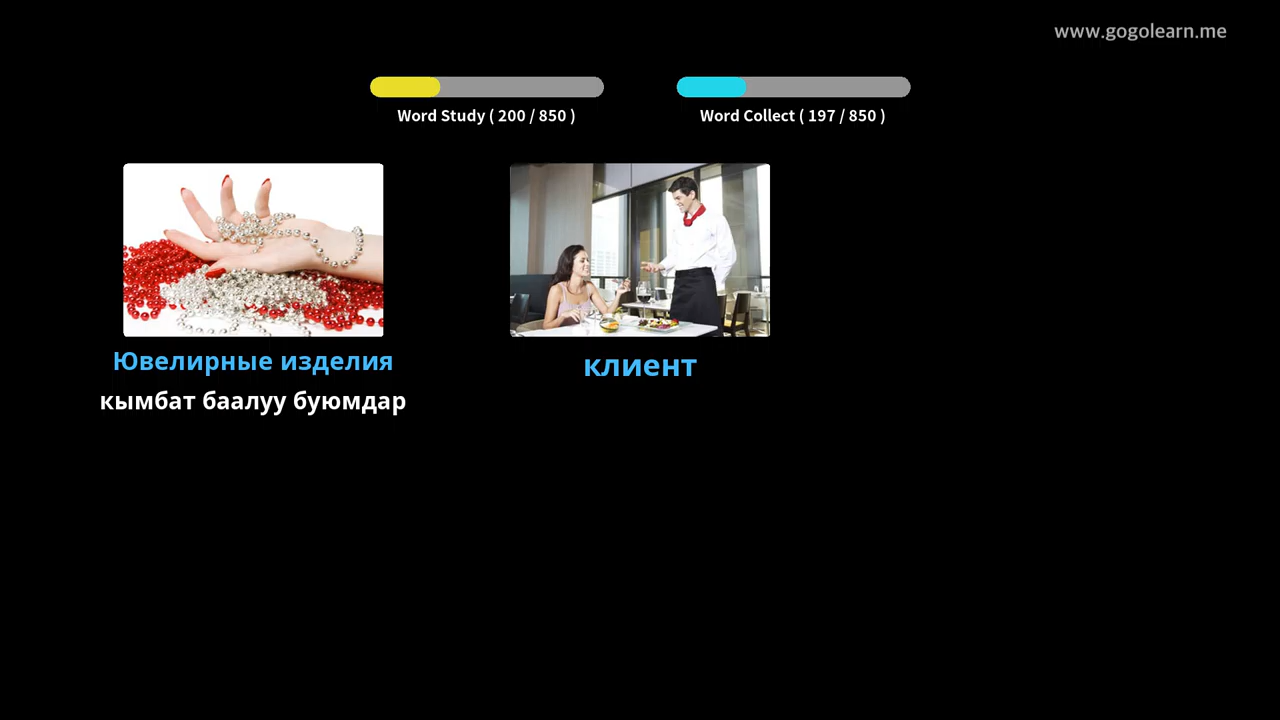 www.gogolearn.me
Word Study ( 200 / 850 )
Word Collect ( 197 / 850 )
Ювелирные изделия
кымбат баалуу буюмдар
клиент